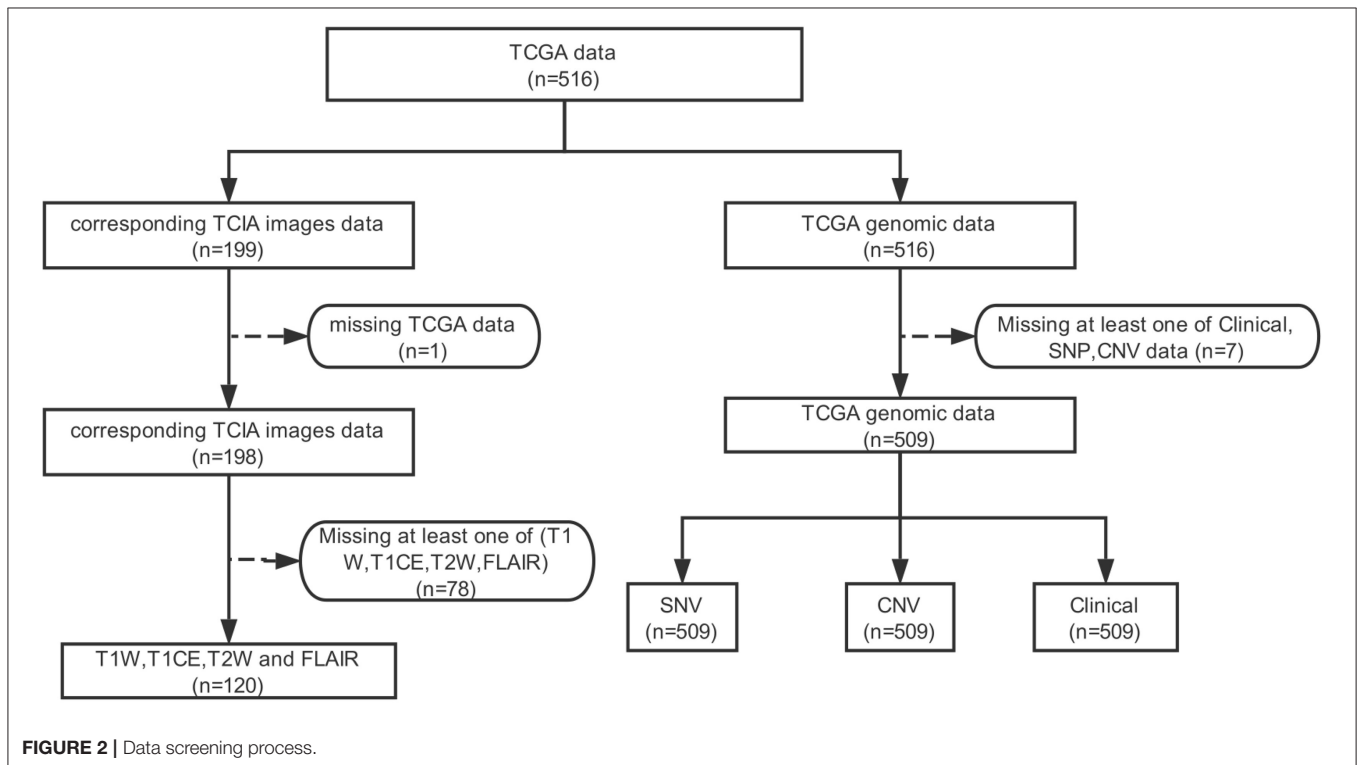 TCGA data
(n=516)
corresponding TCIA images data
(n=199)
TCGA genomic data
(n=516)
missing TCGA data
(n=1)
Missing at least one of Clinical,
SNP,CNV data (n=7)
corresponding TCIA images data
(n=198)
TCGA genomic data
(n=509)
Missing at least one of (T1
W,T1CE,T2W,FLAIR)
(n=78)
SNV
(n=509)
CNV
(n=509)
Clinical
(n=509)
T1W,T1CE,T2W and FLAIR
(n=120)
FIGURE 2 | Data screening process.